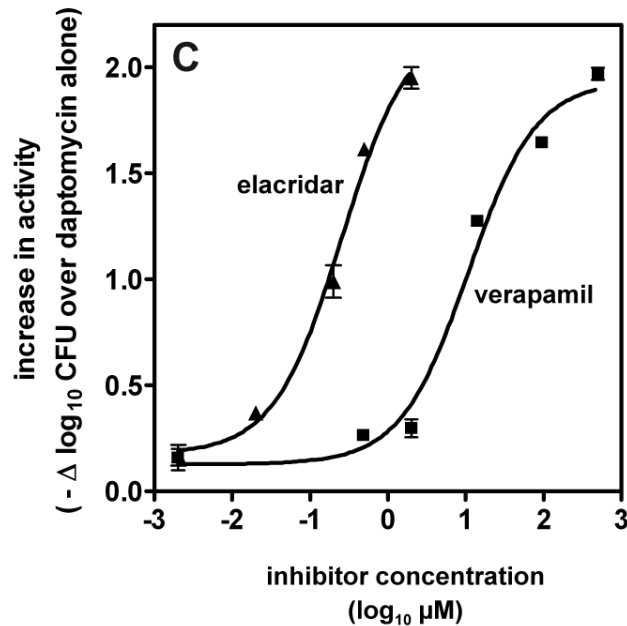 C
increase in activity
(- Δ log₁₀ CFU over daptomycin alone)
2.0
1.5
1.0
0.5
0.0
elacridar
verapamil
-3 -2 -1 0 1 2 3
inhibitor concentration
(log₁₀ µM)